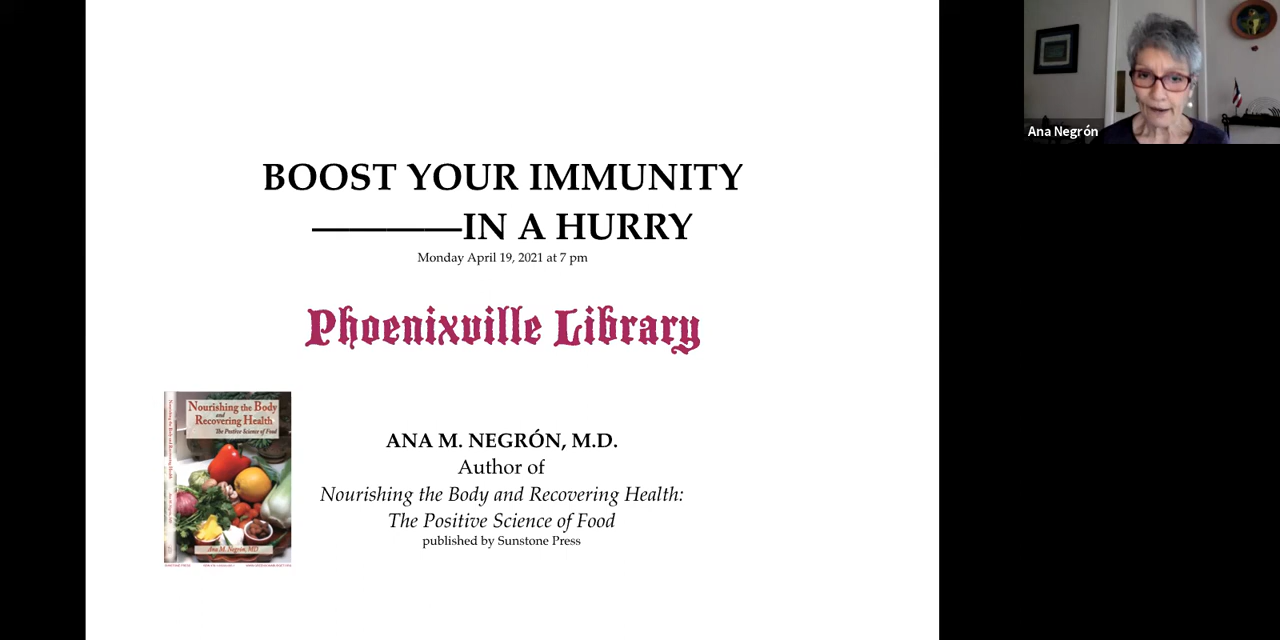 BOOST YOUR IMMUNITY
————IN A HURRY
Monday April 19, 2021 at 7 pm
Phoenixville Library
Nourishing the Body
and
Recovering Health
The Positive Science of Food
Ana M. Negrón, MD
ANA M. NEGRÓN, M.D.
Author of
Nourishing the Body and Recovering Health:
The Positive Science of Food
published by Sunstone Press
Ana Negrón